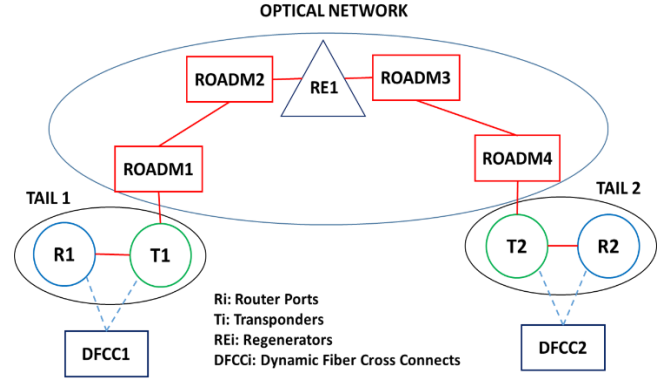 OPTICAL NETWORK
ROADM2
RE1
ROADM3
ROADM1
ROADM4
TAIL 1
TAIL 2
R1
T1
T2
R2
Ri: Router Ports
Ti: Transponders
REi: Regenerators
DFCCi: Dynamic Fiber Cross Connects
DFCC1
DFCC2